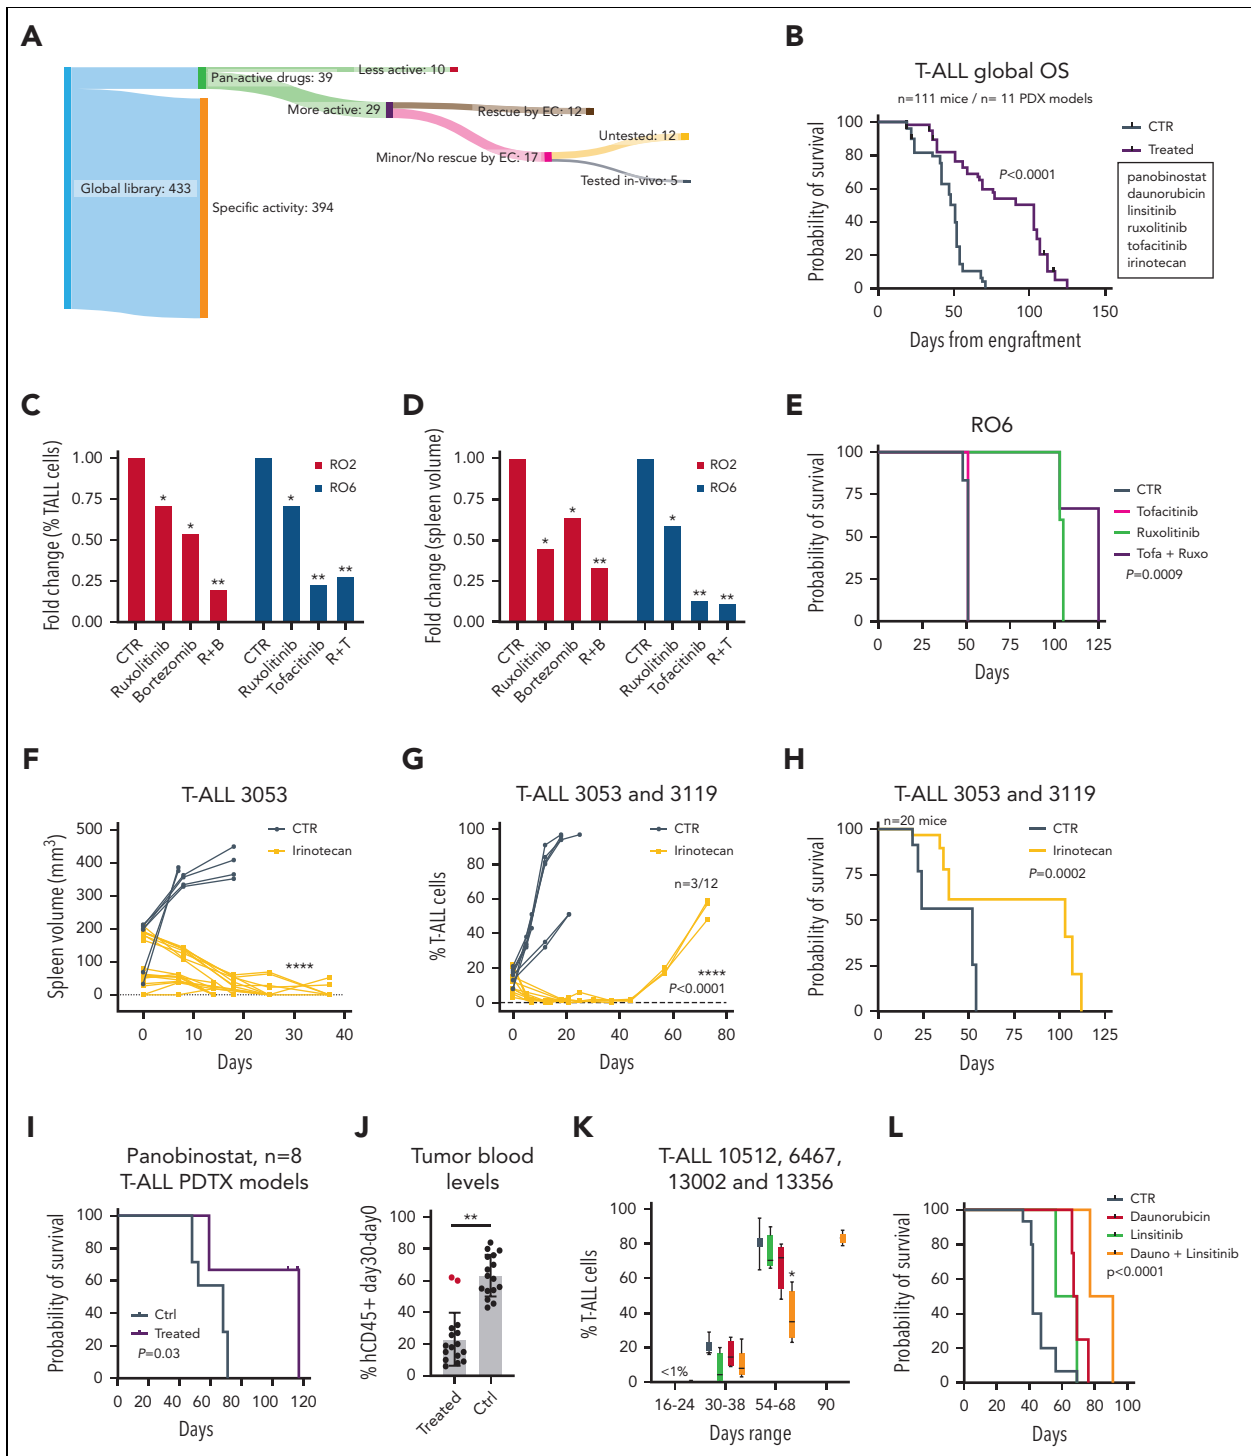 A
Pan-active drugs: 39
Less active: 10
More active: 29
Rescue by EC: 12
Untested: 12
Minor/No rescue by EC: 17
Tested in-vivo: 5
Global library: 433
Specific activity: 394
B
T-ALL global OS
n=111 mice / n= 11 PDX models
Probability of survival
100
80
60
40
20
0
0 50 100 150
Days from engraftment
CTR
Treated
P<0.0001
panobinostat
daunorubicin
linsitinib
ruxolitinib
tofacitinib
irinotecan
C
Fold change (% TALL cells)
1.00
0.75
0.50
0.25
0.00
RO2
RO6
* * ** * ** **
CTR
Ruxolitinib
Bortezomib
R+B
CTR
Ruxolitinib
Tofacitinib
R+T
D
Fold change (spleen volume)
1.00
0.75
0.50
0.25
0.00
RO2
RO6
* * ** * ** **
CTR
Ruxolitinib
Bortezomib
R+B
CTR
Ruxolitinib
Tofacitinib
R+T
E
RO6
Probability of survival
100
75
50
25
0
0 25 50 75 100 125
Days
CTR
Tofacitinib
Ruxolitinib
Tofa + Ruxo
P=0.0009
F
T-ALL 3053
Spleen volume (mm3)
500
400
300
200
100
0
0 10 20 30 40
Days
CTR
Irinotecan
****
G
T-ALL 3053 and 3119
% T-ALL cells
100
80
60
40
20
0
0 20 40 60 80
Days
CTR
Irinotecan
n=3/12
****
P<0.0001
H
T-ALL 3053 and 3119
Probability of survival
100
75
50
25
0
0 25 50 75 100 125
Days
n=20 mice
CTR
Irinotecan
P=0.0002
I
Panobinostat, n=8
T-ALL PDTX models
Probability of survival
100
80
60
40
20
0
0 20 40 60 80 100 120
Days
Ctrl
Treated
P=0.03
J
Tumor blood
levels
% hCD45+ day30-day0
100
80
60
40
20
0
**
Treated
Ctrl
K
T-ALL 10512, 6467,
13002 and 13356
% T-ALL cells
100
80
60
40
20
0
<1%
*
16-24 30-38 54-68 90
Days range
L
Probability of survival
100
80
60
40
20
0
0 20 40 60 80 100
Days
CTR
Daunorubicin
Linsitinib
Dauno + Linsitinib
p<0.0001